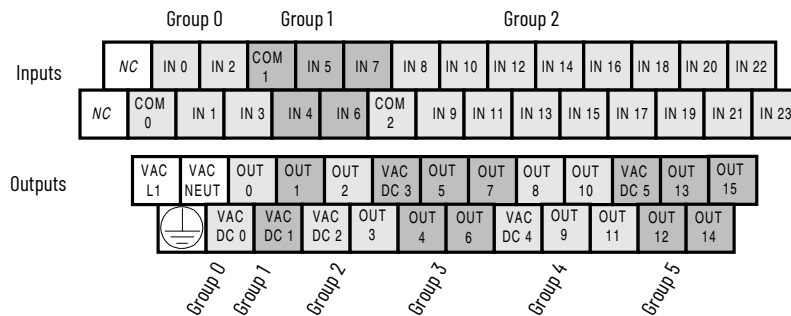 Group 0 Group 1 Group 2
Inputs
NC IN 0 IN 2 COM 1 IN 5 IN 7 IN 8 IN 10 IN 12 IN 14 IN 16 IN 18 IN 20 IN 22
NC COM 0 IN 1 IN 3 IN 4 IN 6 COM 2 IN 9 IN 11 IN 13 IN 15 IN 17 IN 19 IN 21 IN 23
Outputs
VAC L1 VAC NEUT OUT 0 OUT 1 OUT 2 VAC DC 3 OUT 5 OUT 7 OUT 8 OUT 10 VAC DC 5 OUT 13 OUT 15
VAC DC 0 VAC DC 1 VAC DC 2 OUT 3 OUT 4 OUT 6 VAC DC 4 OUT 9 OUT 11 OUT 12 OUT 14
Group 0 Group 1 Group 2 Group 3 Group 4 Group 5